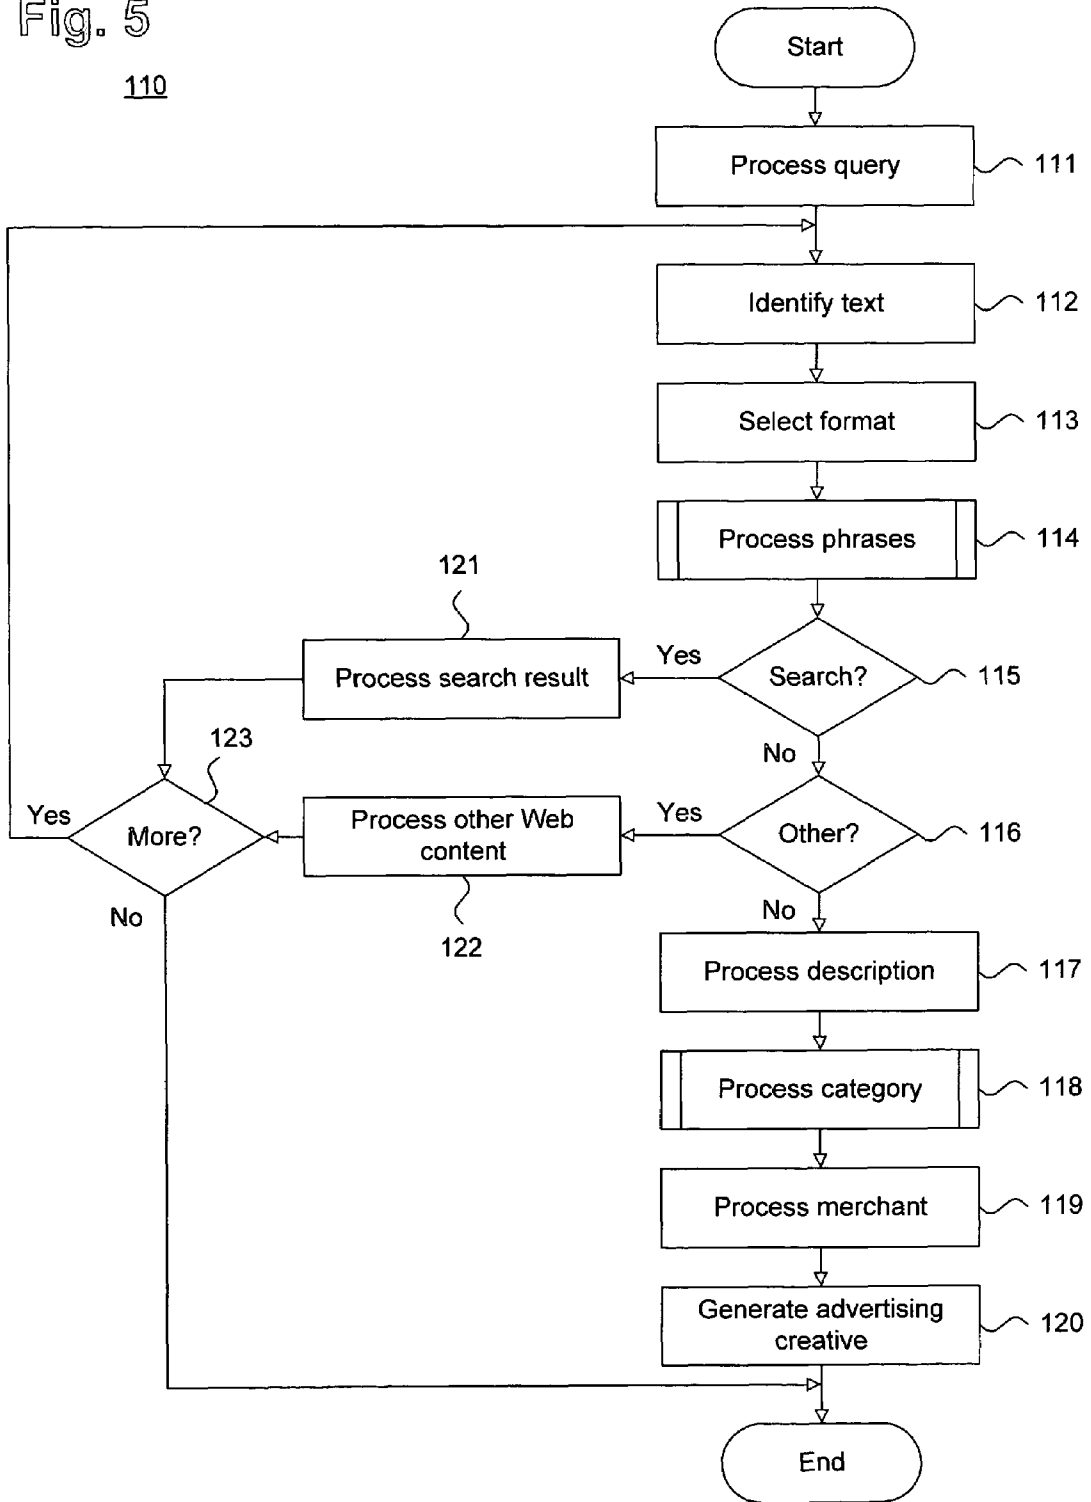 Fig. 5
110
Start
Process query
111
Identify text
112
Select format
113
Process phrases
114
121
Process search result
Yes
Search?
115
123
No
Yes
More?
Process other Web
content
Yes
Other?
116
No
122
No
Process description
117
Process category
118
Process merchant
119
Generate advertising
creative
120
End